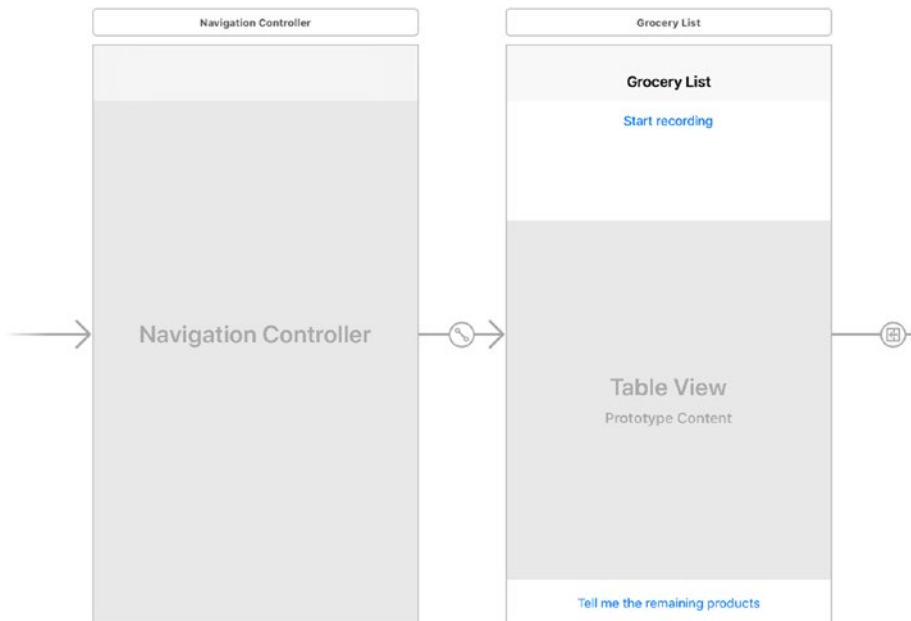 Navigation Controller
Grocery List
Grocery List
Start recording
Navigation Controller
Table View
Prototype Content
Tell me the remaining products